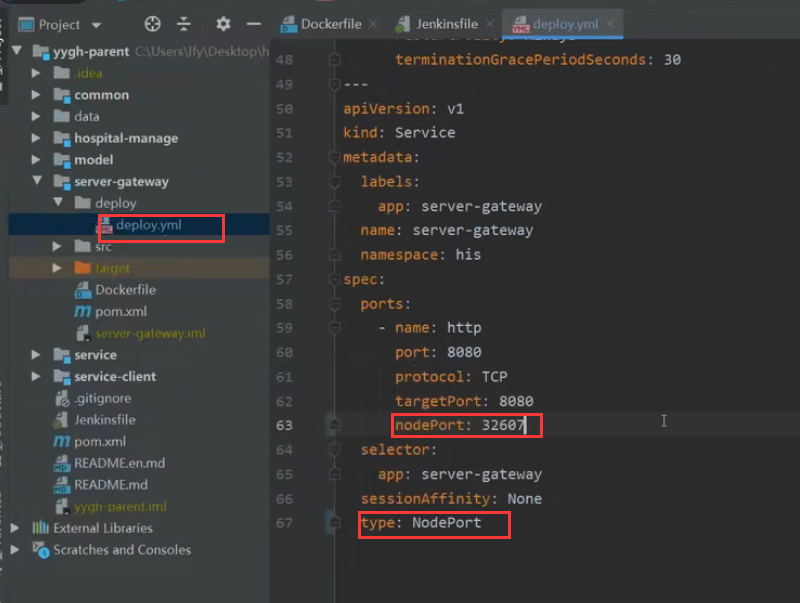 Project
yygh-parent C:\Users\lfy\Desktop\h
.idea
common
data
hospital-manage
model
server-gateway
deploy
deploy.yml
src
target
Dockerfile
pom.xml
server-gateway.iml
service
service-client
.gitignore
Jenkinsfile
pom.xml
README.en.md
README.md
yygh-parent.iml
External Libraries
Scratches and Consoles
Dockerfile
Jenkinsfile
deploy.yml
48 terminationGracePeriodSeconds: 30
49 ---
50 apiVersion: v1
51 kind: Service
52 metadata:
53 labels:
54 app: server-gateway
55 name: server-gateway
56 namespace: his
57 spec:
58 ports:
59 - name: http
60 port: 8080
61 protocol: TCP
62 targetPort: 8080
63 nodePort: 32607
64 selector:
65 app: server-gateway
66 sessionAffinity: None
67 type: NodePort